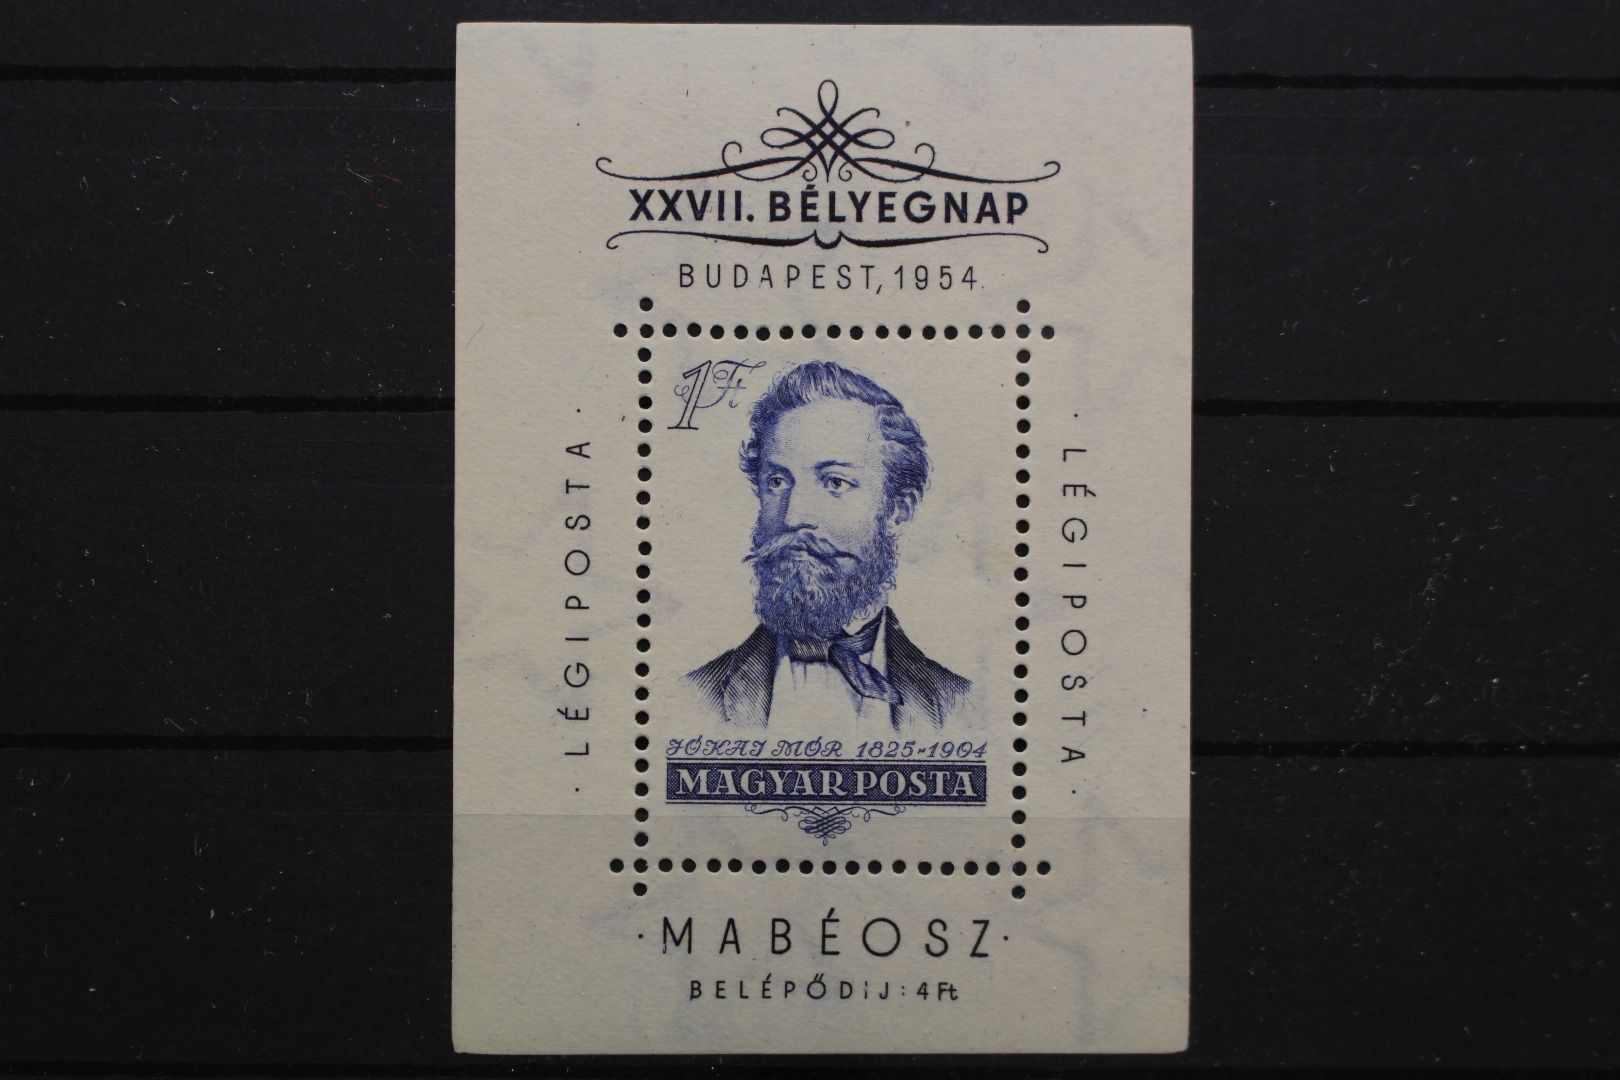 XXVII. BÉLYEGNAP
BUDAPEST, 1954.
1 Ft
· LÉGIPOSTA ·
· LÉGIPOSTA ·
JÓKAI MÓR 1825-1904
MAGYAR POSTA
· MABÉOSZ ·
BELÉPŐDIJ: 4 Ft